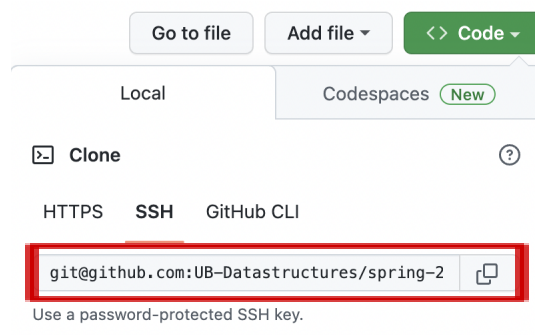 Go to file Add file <> Code
Local Codespaces New
Clone ?
HTTPS SSH GitHub CLI
git@github.com:UB-Datastructures/spring-2
Use a password-protected SSH key.